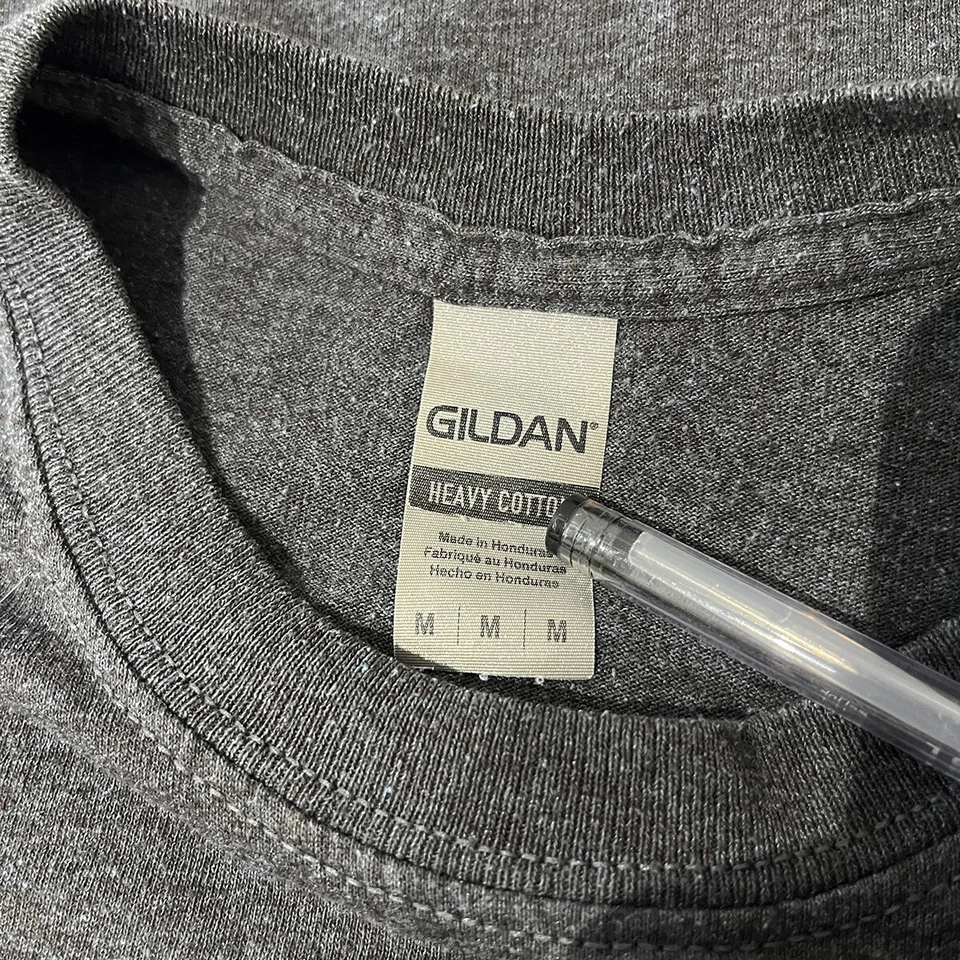 GILDAN®
HEAVY COTTO
Made in Honduras
Fabriqué au Honduras
Hecho en Honduras
M | M | M